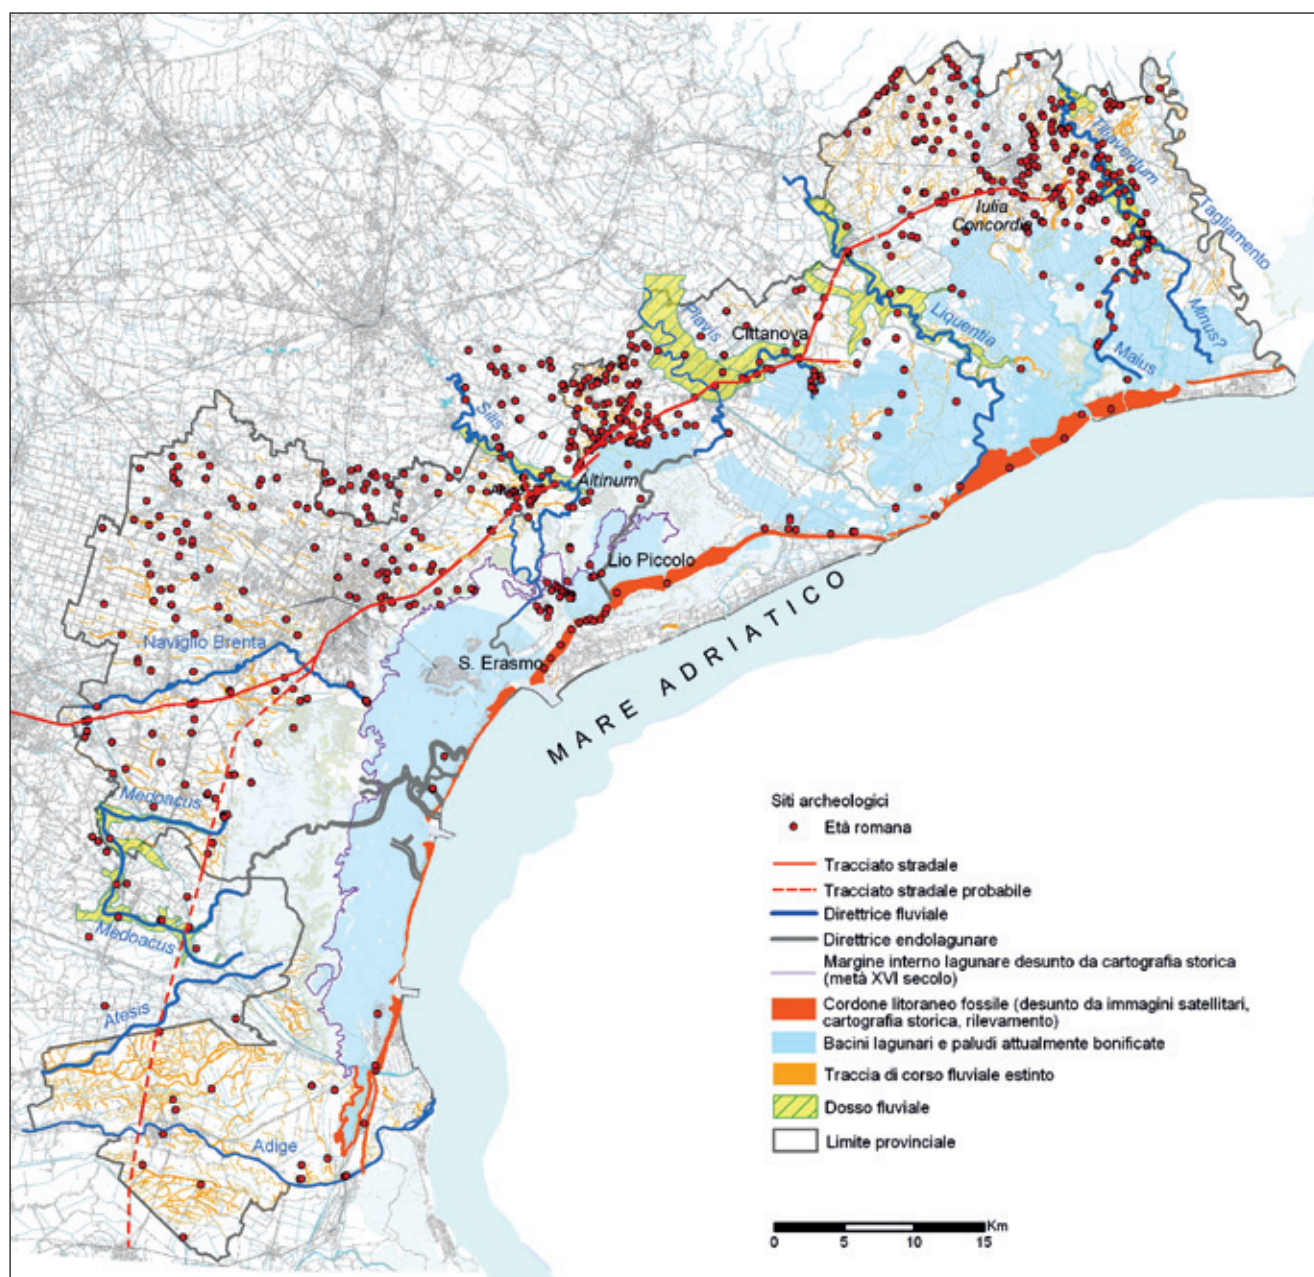 Tiliaventum
Tagliamento
Iulia
Concordia
Plavis
Cittanova
Liquentia
Minus?
Maius
Silis
Altinum
Lio Piccolo
Naviglio Brenta
S. Erasmo
MARE ADRIATICO
Medoacus
Medoacus
Atesis
Adige
Siti archeologici
Età romana
Tracciato stradale
Tracciato stradale probabile
Direttrice fluviale
Direttrice endolagunare
Margine interno lagunare desunto da cartografia storica
(metà XVI secolo)
Cordone litoraneo fossile (desunto da immagini satellitari,
cartografia storica, rilevamento)
Bacini lagunari e paludi attualmente bonificate
Traccia di corso fluviale estinto
Dosso fluviale
Limite provinciale
Km
0 5 10 15